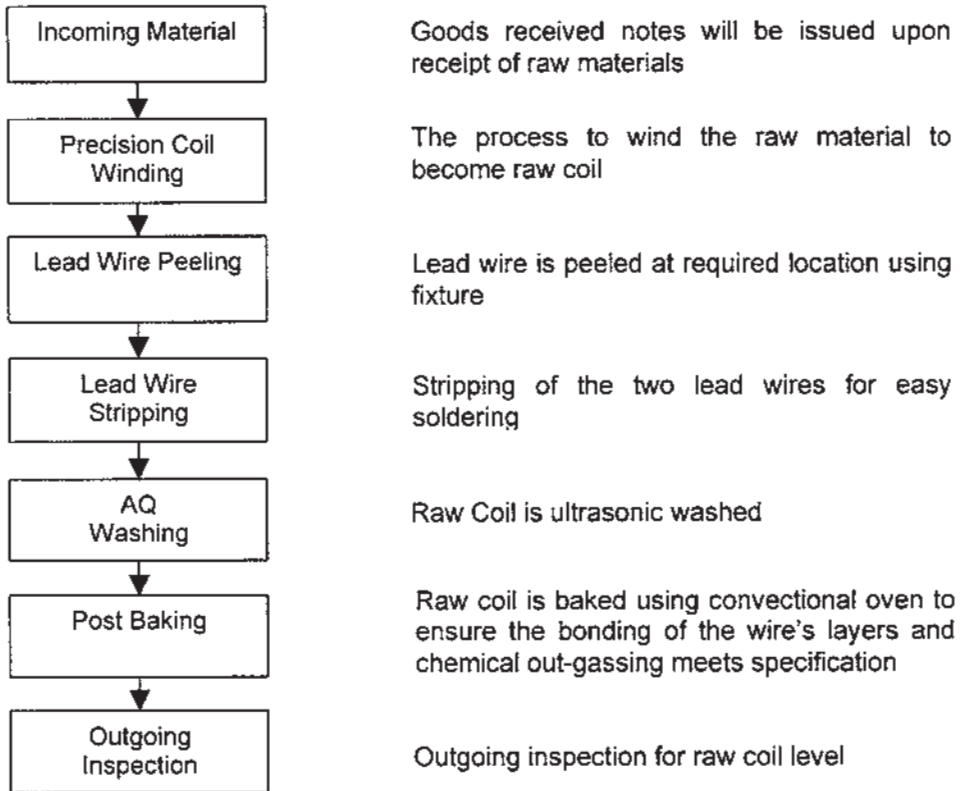 Incoming Material
Goods received notes will be issued upon
receipt of raw materials
Precision Coil
Winding
The process to wind the raw material to
become raw coil
Lead Wire Peeling
Lead wire is peeled at required location using
fixture
Lead Wire
Stripping
Stripping of the two lead wires for easy
soldering
AQ
Washing
Raw Coil is ultrasonic washed
Post Baking
Raw coil is baked using convectional oven to
ensure the bonding of the wire's layers and
chemical out-gassing meets specification
Outgoing
Inspection
Outgoing inspection for raw coil level